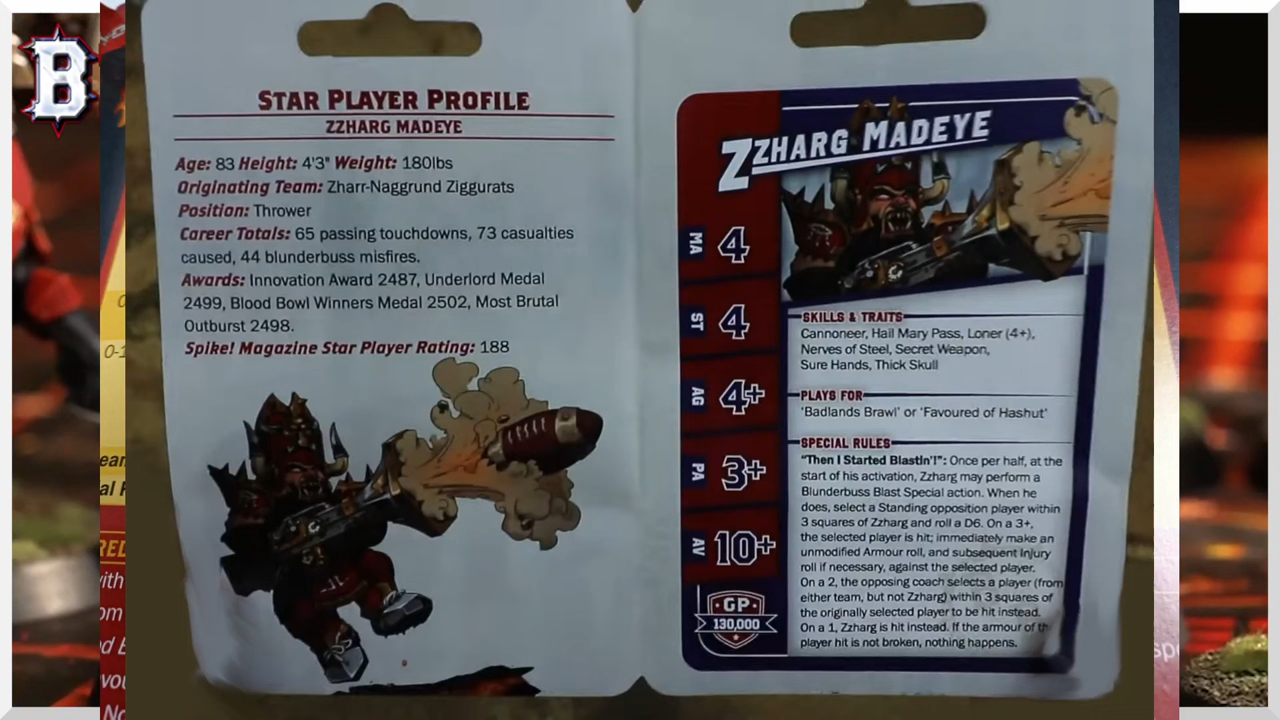 B
STAR PLAYER PROFILE
ZZHARG MADEYE
Age: 83 Height: 4'3" Weight: 180lbs
Originating Team: Zharr-Naggrund Ziggurats
Position: Thrower
Career Totals: 65 passing touchdowns, 73 casualties
caused, 44 blunderbuss misfires.
Awards: Innovation Award 2487, Underlord Medal
2499, Blood Bowl Winners Medal 2502, Most Brutal
Outburst 2498.
Spike! Magazine Star Player Rating: 188
ZZHARG MADEYE
MA 4
ST 4
AG 4+
PA 3+
AV 10+
GP
130,000
SKILLS & TRAITS
Cannoneer, Hail Mary Pass, Loner (4+),
Nerves of Steel, Secret Weapon,
Sure Hands, Thick Skull
PLAYS FOR
'Badlands Brawl' or 'Favoured of Hashut'
SPECIAL RULES
"Then I Started Blastin'!": Once per half, at the
start of his activation, Zzharg may perform a
Blunderbuss Blast Special action. When he
does, select a Standing opposition player within
3 squares of Zzharg and roll a D6. On a 3+,
the selected player is hit; immediately make an
unmodified Armour roll, and subsequent Injury
roll if necessary, against the selected player.
On a 2, the opposing coach selects a player (from
either team, but not Zzharg) within 3 squares of
the originally selected player to be hit instead.
On a 1, Zzharg is hit instead. If the armour of th
player hit is not broken, nothing happens.